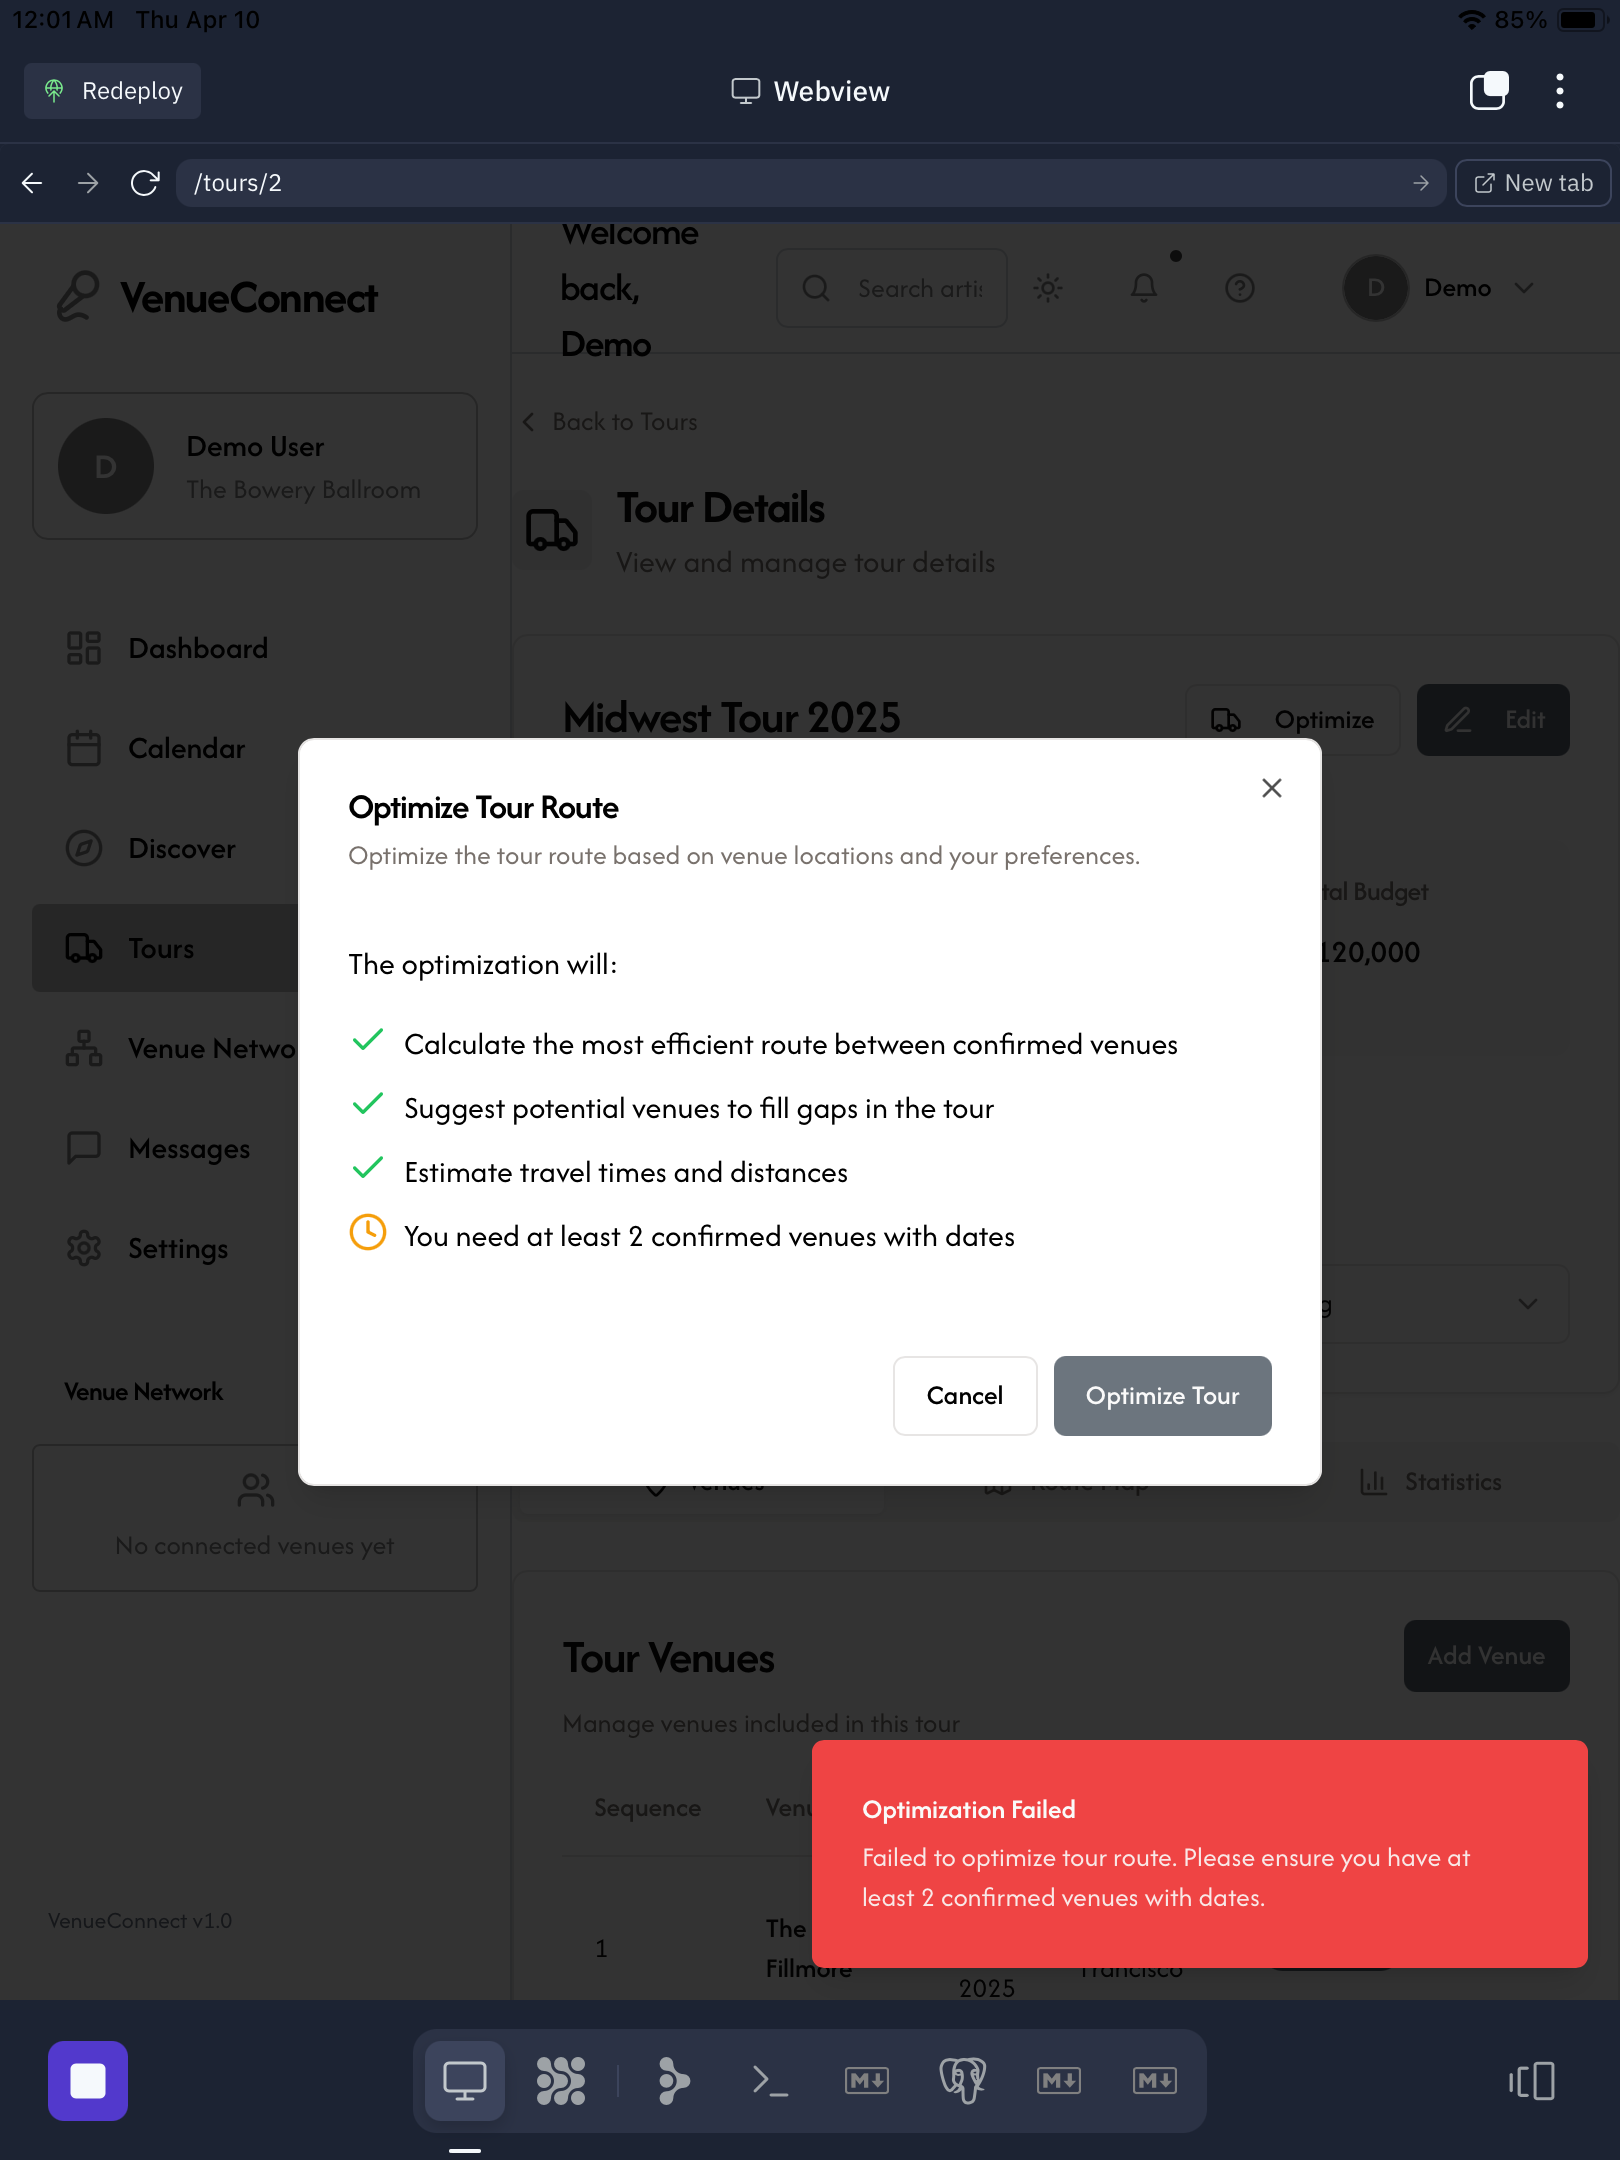 12:01 AM Thu Apr 10
85%
Redeploy
Webview
/tours/2
New tab
VenueConnect
Welcome
back,
Demo
Search artis
D
Demo
Back to Tours
D
Demo User
The Bowery Ballroom
Tour Details
View and manage tour details
Dashboard
Calendar
Discover
Tours
Venue Netwo
Messages
Settings
Midwest Tour 2025
Optimize
Edit
tal Budget
120,000
Optimize Tour Route
Optimize the tour route based on venue locations and your preferences.
The optimization will:
Calculate the most efficient route between confirmed venues
Suggest potential venues to fill gaps in the tour
Estimate travel times and distances
You need at least 2 confirmed venues with dates
g
Cancel
Optimize Tour
Venue Network
No connected venues yet
Venues
Route Map
Statistics
Tour Venues
Add Venue
Manage venues included in this tour
Sequence
Venu
1
The
Fillmore
2025
Francisco
Optimization Failed
Failed to optimize tour route. Please ensure you have at
least 2 confirmed venues with dates.
VenueConnect v1.0
M
M
M